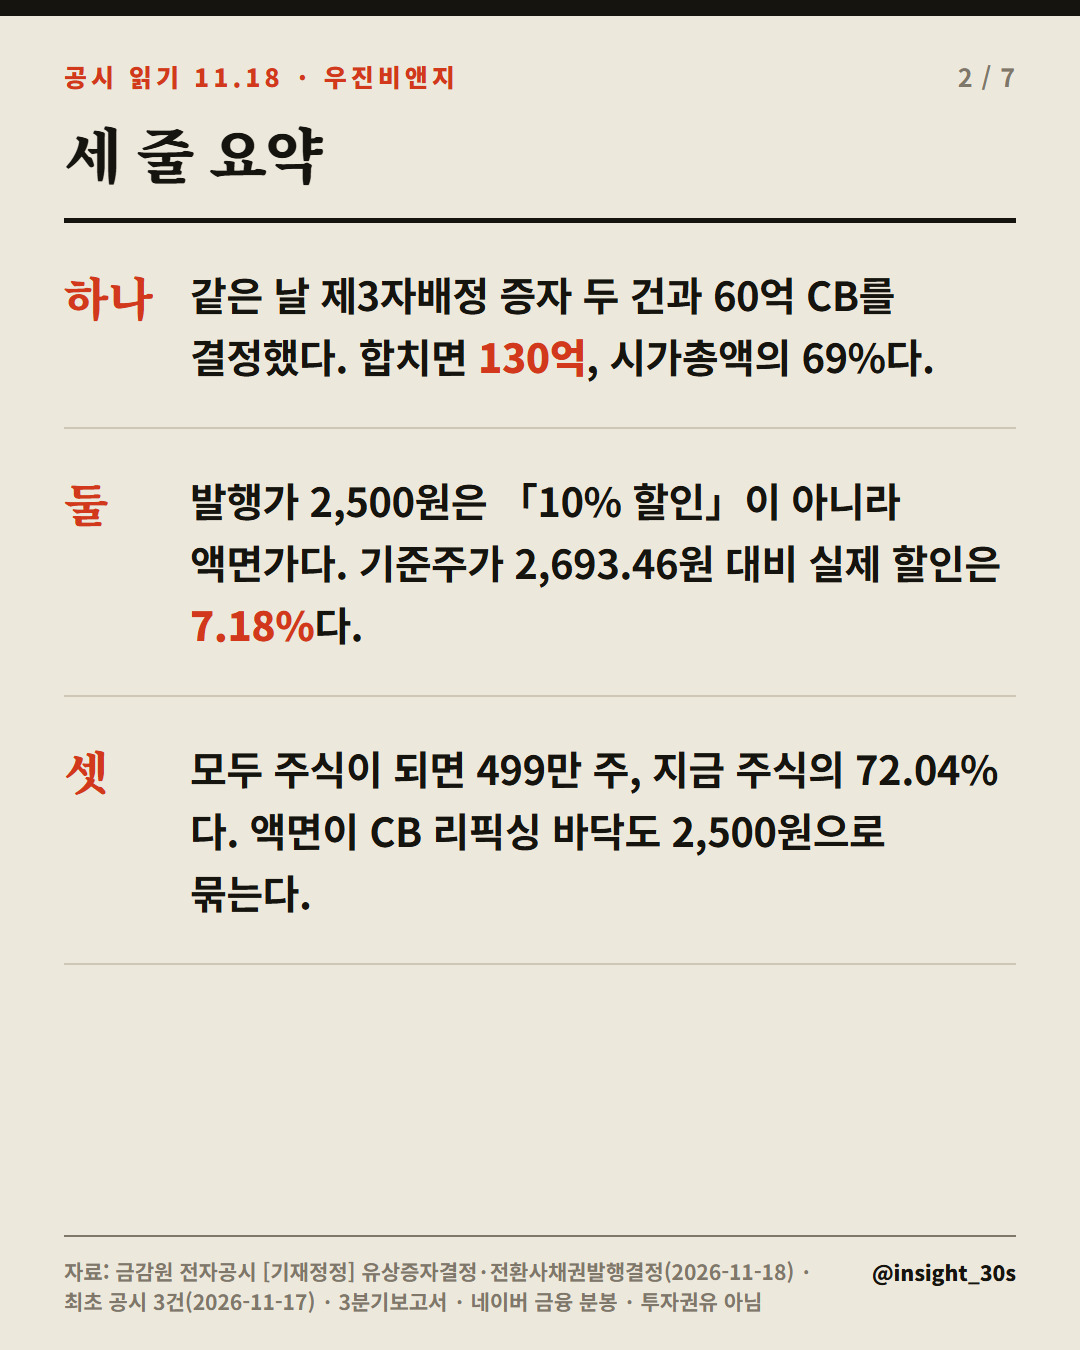 공시 읽기 11.18 · 우진비앤지
2 / 7
세 줄 요약
하나
같은 날 제3자배정 증자 두 건과 60억 CB를
결정했다. 합치면 130억, 시가총액의 69%다.
둘
발행가 2,500원은 「10% 할인」이 아니라
액면가다. 기준주가 2,693.46원 대비 실제 할인은
7.18%다.
셋
모두 주식이 되면 499만 주, 지금 주식의 72.04%
다. 액면이 CB 리픽싱 바닥도 2,500원으로
묶는다.
자료: 금감원 전자공시 [기재정정] 유상증자결정·전환사채권발행결정(2026-11-18) ·
최초 공시 3건(2026-11-17) · 3분기보고서 · 네이버 금융 분봉 · 투자권유 아님
@insight_30s